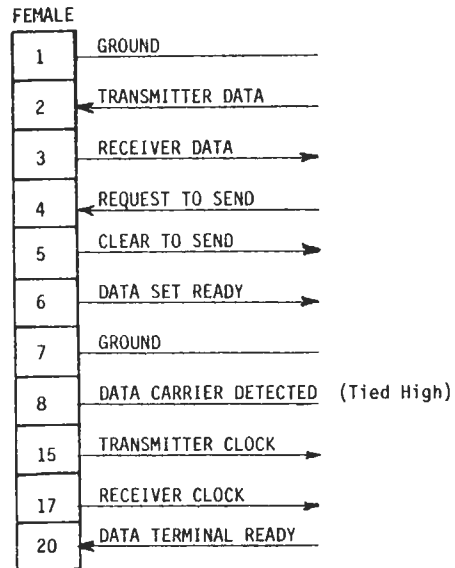 FEMALE
1 GROUND
2 TRANSMITTER DATA
3 RECEIVER DATA
4 REQUEST TO SEND
5 CLEAR TO SEND
6 DATA SET READY
7 GROUND
8 DATA CARRIER DETECTED (Tied High)
15 TRANSMITTER CLOCK
17 RECEIVER CLOCK
20 DATA TERMINAL READY